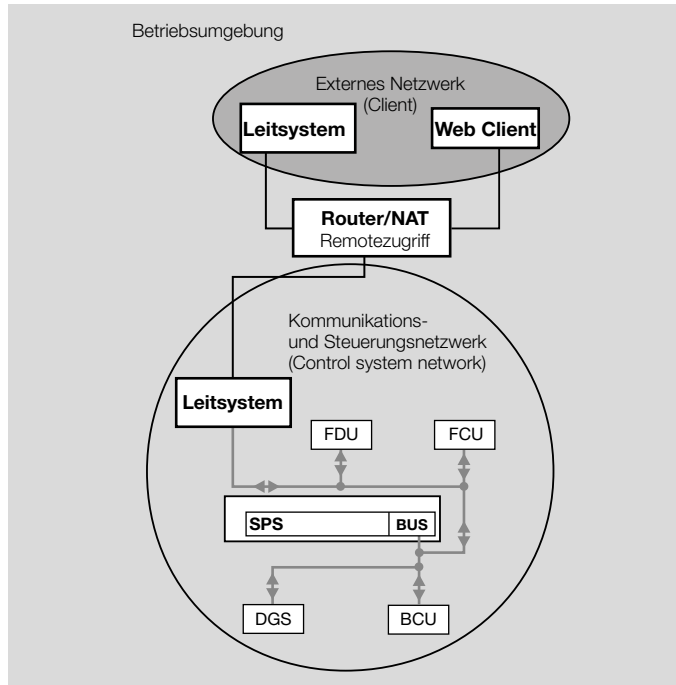 Betriebsumgebung
Externes Netzwerk
(Client)
Leitsystem
Web Client
Router/NAT
Remotezugriff
Kommunikations-
und Steuerungsnetzwerk
(Control system network)
Leitsystem
FDU
FCU
SPS
BUS
DGS
BCU